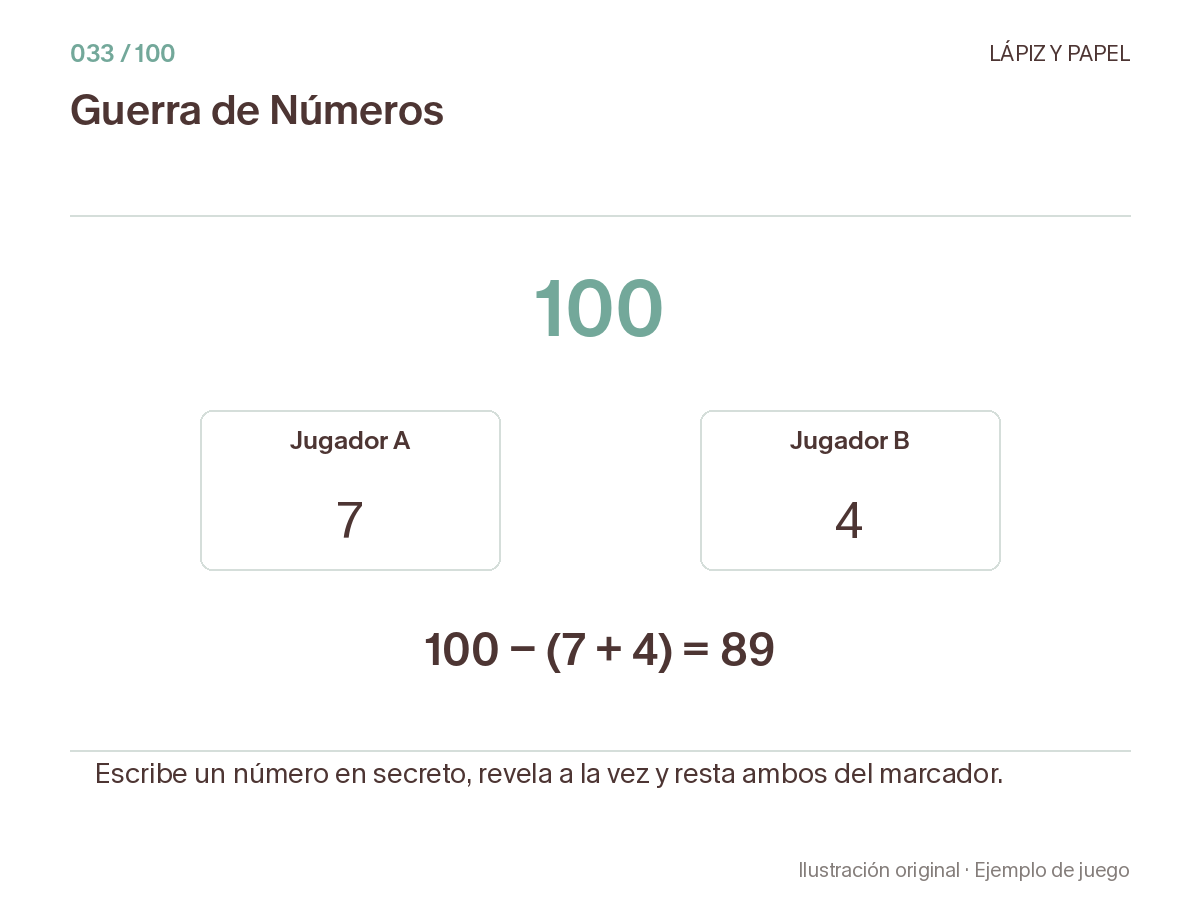 033 / 100
LÁPIZ Y PAPEL
Guerra de Números
100
Jugador A
Jugador B
7
4
100 − (7 + 4) = 89
Escribe un número en secreto, revela a la vez y resta ambos del marcador.
Ilustración original · Ejemplo de juego